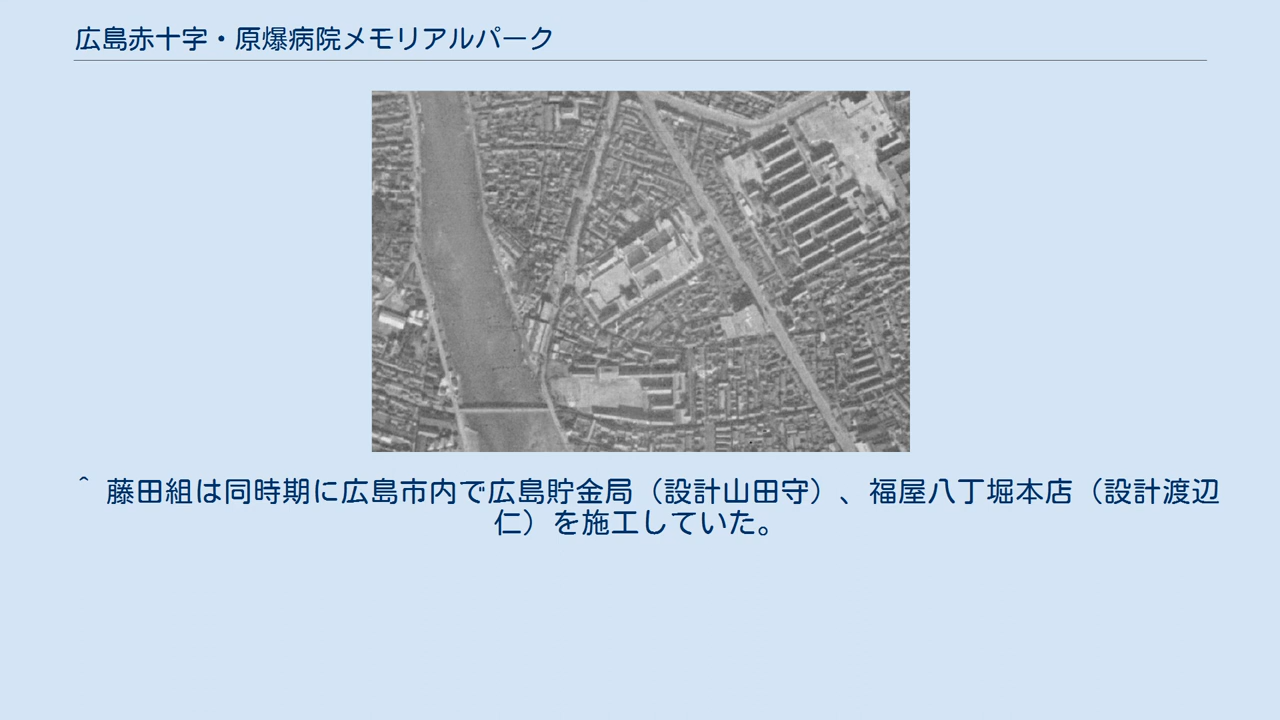 広島赤十字・原爆病院メモリアルパーク
^ 藤田組は同時期に広島市内で広島貯金局（設計山田守）、福屋八丁堀本店（設計渡辺
仁）を施工していた。